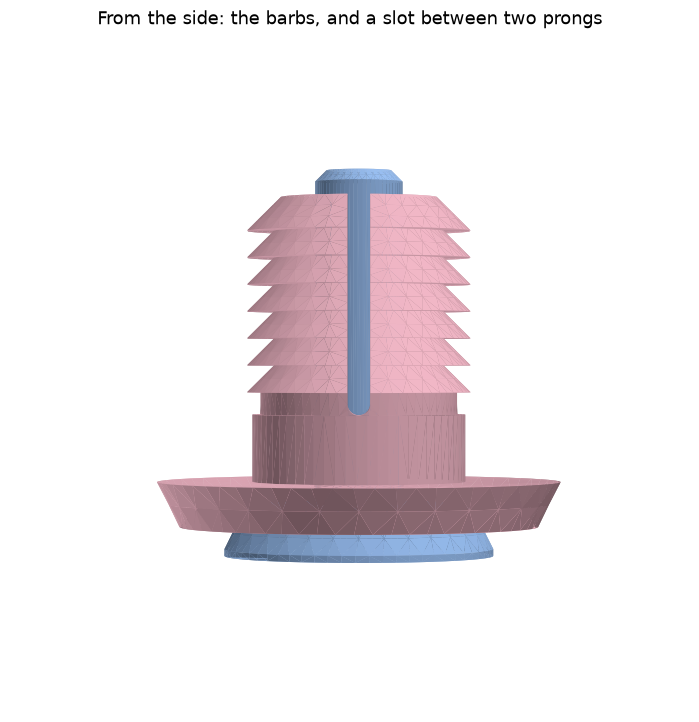 From the side: the barbs, and a slot between two prongs